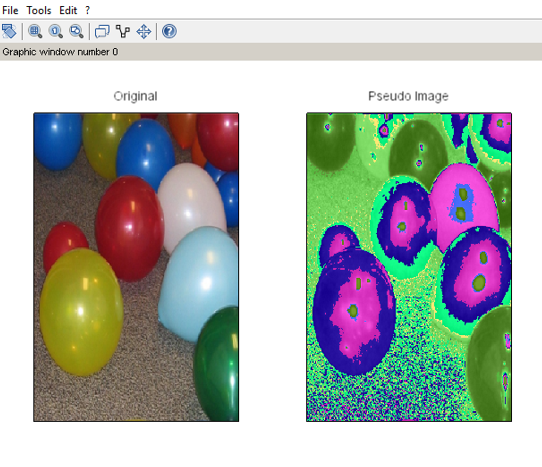 File Tools Edit ?
Graphic window number 0
Original
Pseudo Image